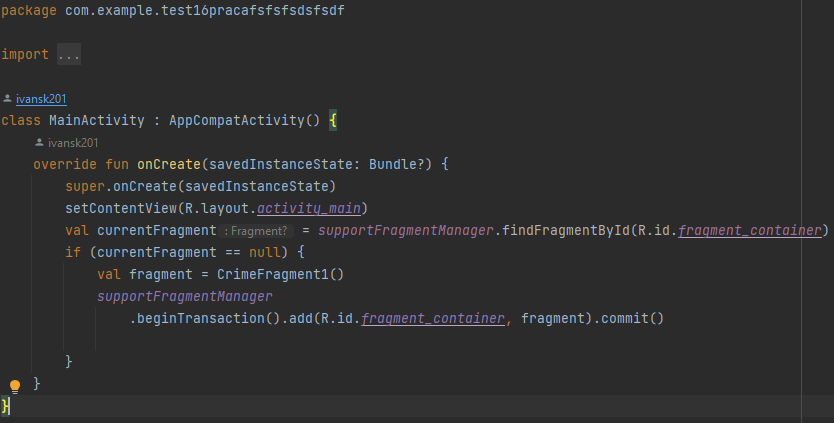 package com.example.test16pracafsfsfsdsfsdf
import ...
ivansk201
class MainActivity : AppCompatActivity() {
ivansk201
override fun onCreate(savedInstanceState: Bundle?) {
super.onCreate(savedInstanceState)
setContentView(R.layout.activity_main)
val currentFragment : Fragment? = supportFragmentManager.findFragmentById(R.id.fragment_container)
if (currentFragment == null) {
val fragment = CrimeFragment1()
supportFragmentManager
.beginTransaction().add(R.id.fragment_container, fragment).commit()
}
}
}